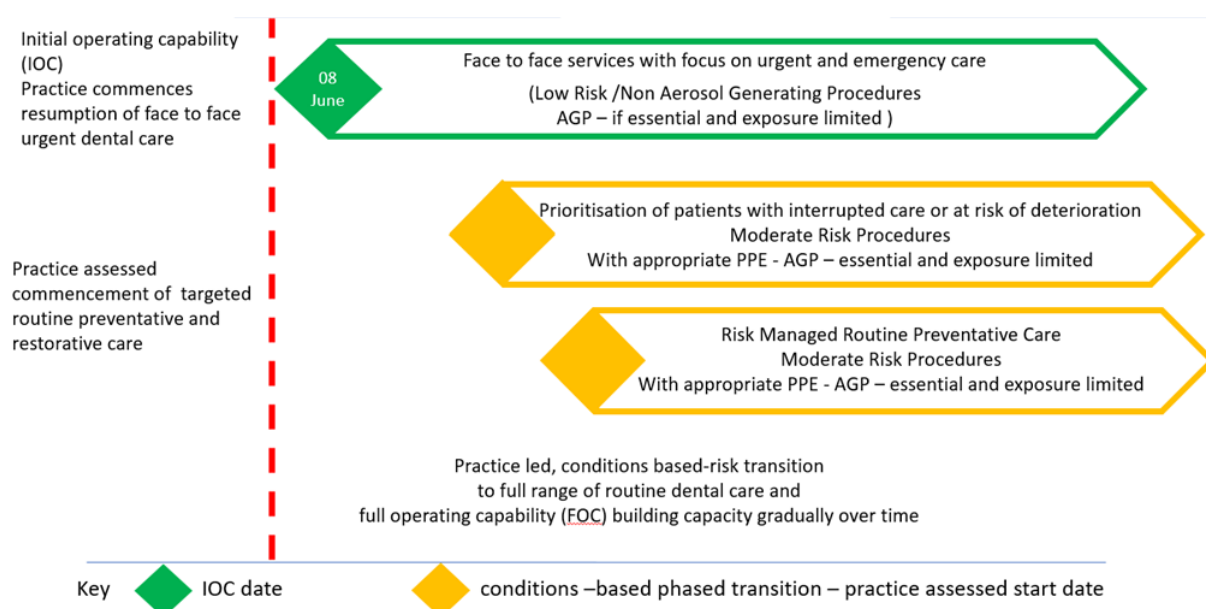 Initial operating capability
(IOC)
Practice commences
resumption of face to face
urgent dental care
08
June
Face to face services with focus on urgent and emergency care
(Low Risk /Non Aerosol Generating Procedures
AGP – if essential and exposure limited )
Practice assessed
commencement of  targeted
routine preventative and
restorative care
Prioritisation of patients with interrupted care or at risk of deterioration
Moderate Risk Procedures
With appropriate PPE - AGP – essential and exposure limited
Risk Managed Routine Preventative Care
Moderate Risk Procedures
With appropriate PPE - AGP – essential and exposure limited
Practice led, conditions based-risk transition
to full range of routine dental care and
full operating capability (FOC) building capacity gradually over time
Key
IOC date
conditions –based phased transition – practice assessed start date